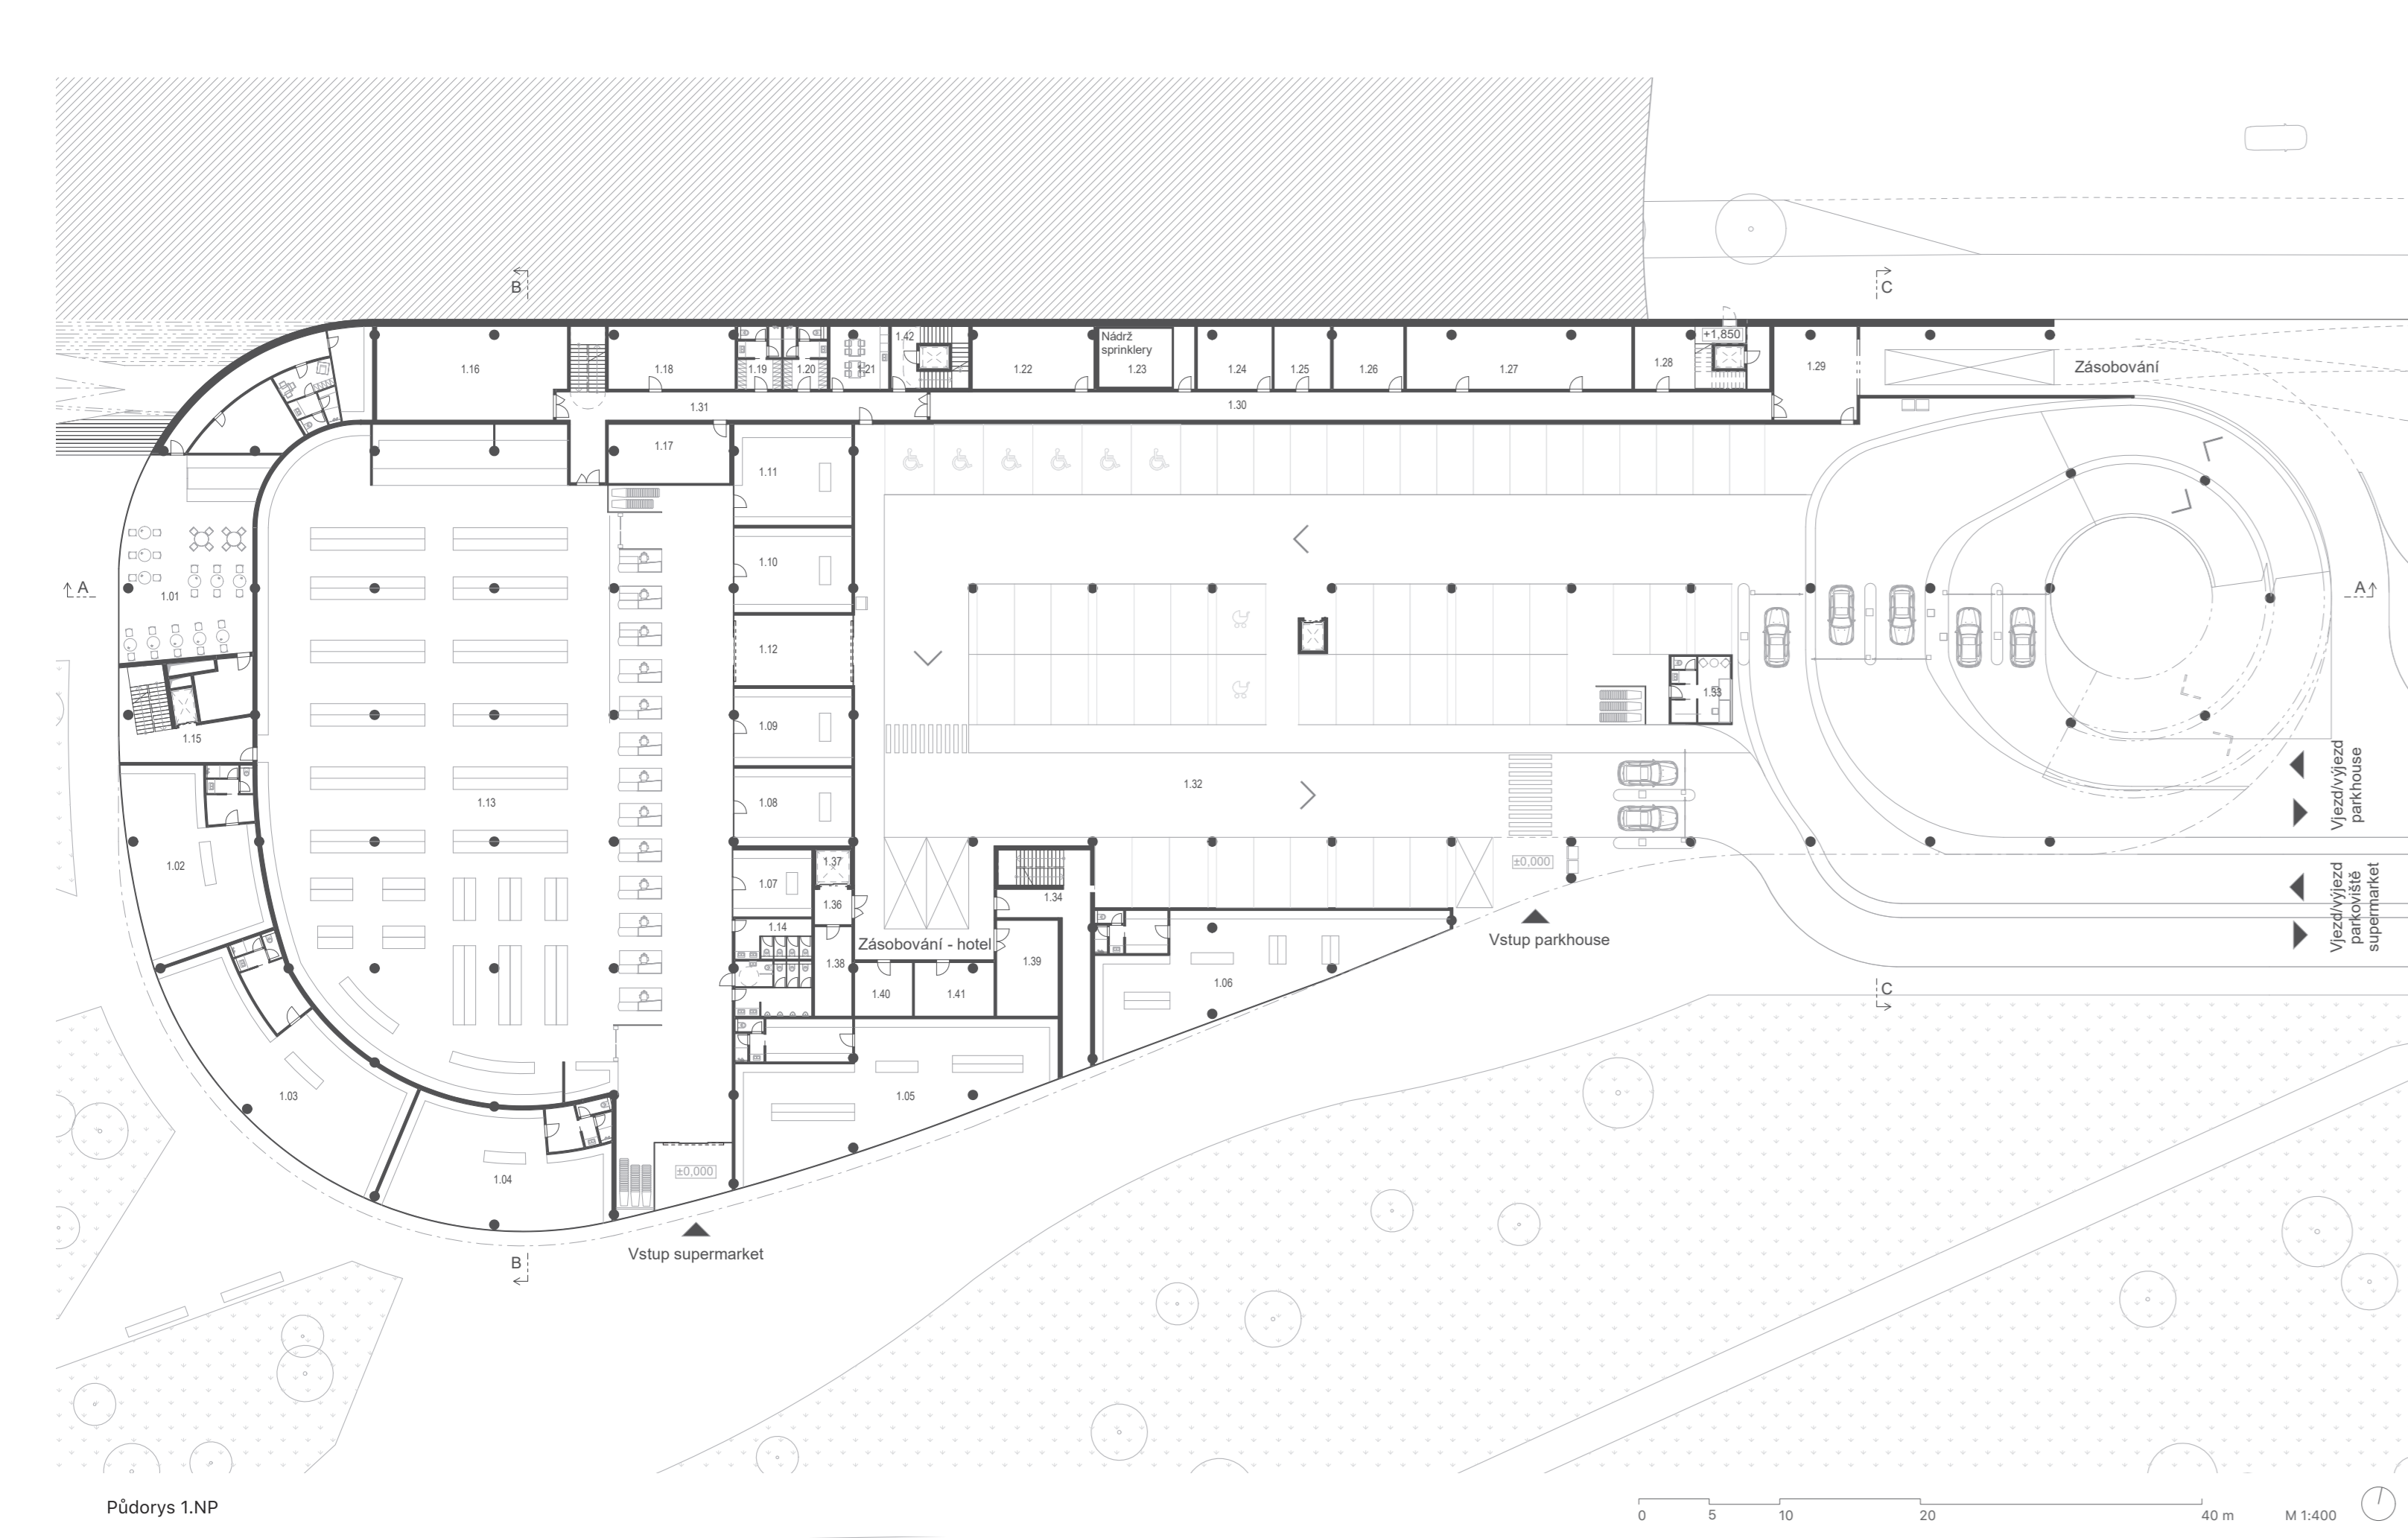 B
C
Nádrž
sprinklery
1.42
+1,850
1.16
1.18
1.19
1.20
1.21
1.22
1.23
1.24
1.25
1.26
1.27
1.28
1.29
Zásobování
1.31
1.30
1.17
1.11
1.10
A
1.01
A
1.12
1.33
1.09
1.15
1.32
1.08
1.13
Vjezd/výjezd
parkhouse
1.02
1.37
1.07
±0,000
1.34
1.36
Vjezd/výjezd
parkoviště
supermarket
1.14
Zásobování - hotel
Vstup parkhouse
1.38
1.39
1.06
1.40
1.41
C
1.03
1.05
±0,000
1.04
Vstup supermarket
B
Půdorys 1.NP
0 5 10 20 40 m M 1:400